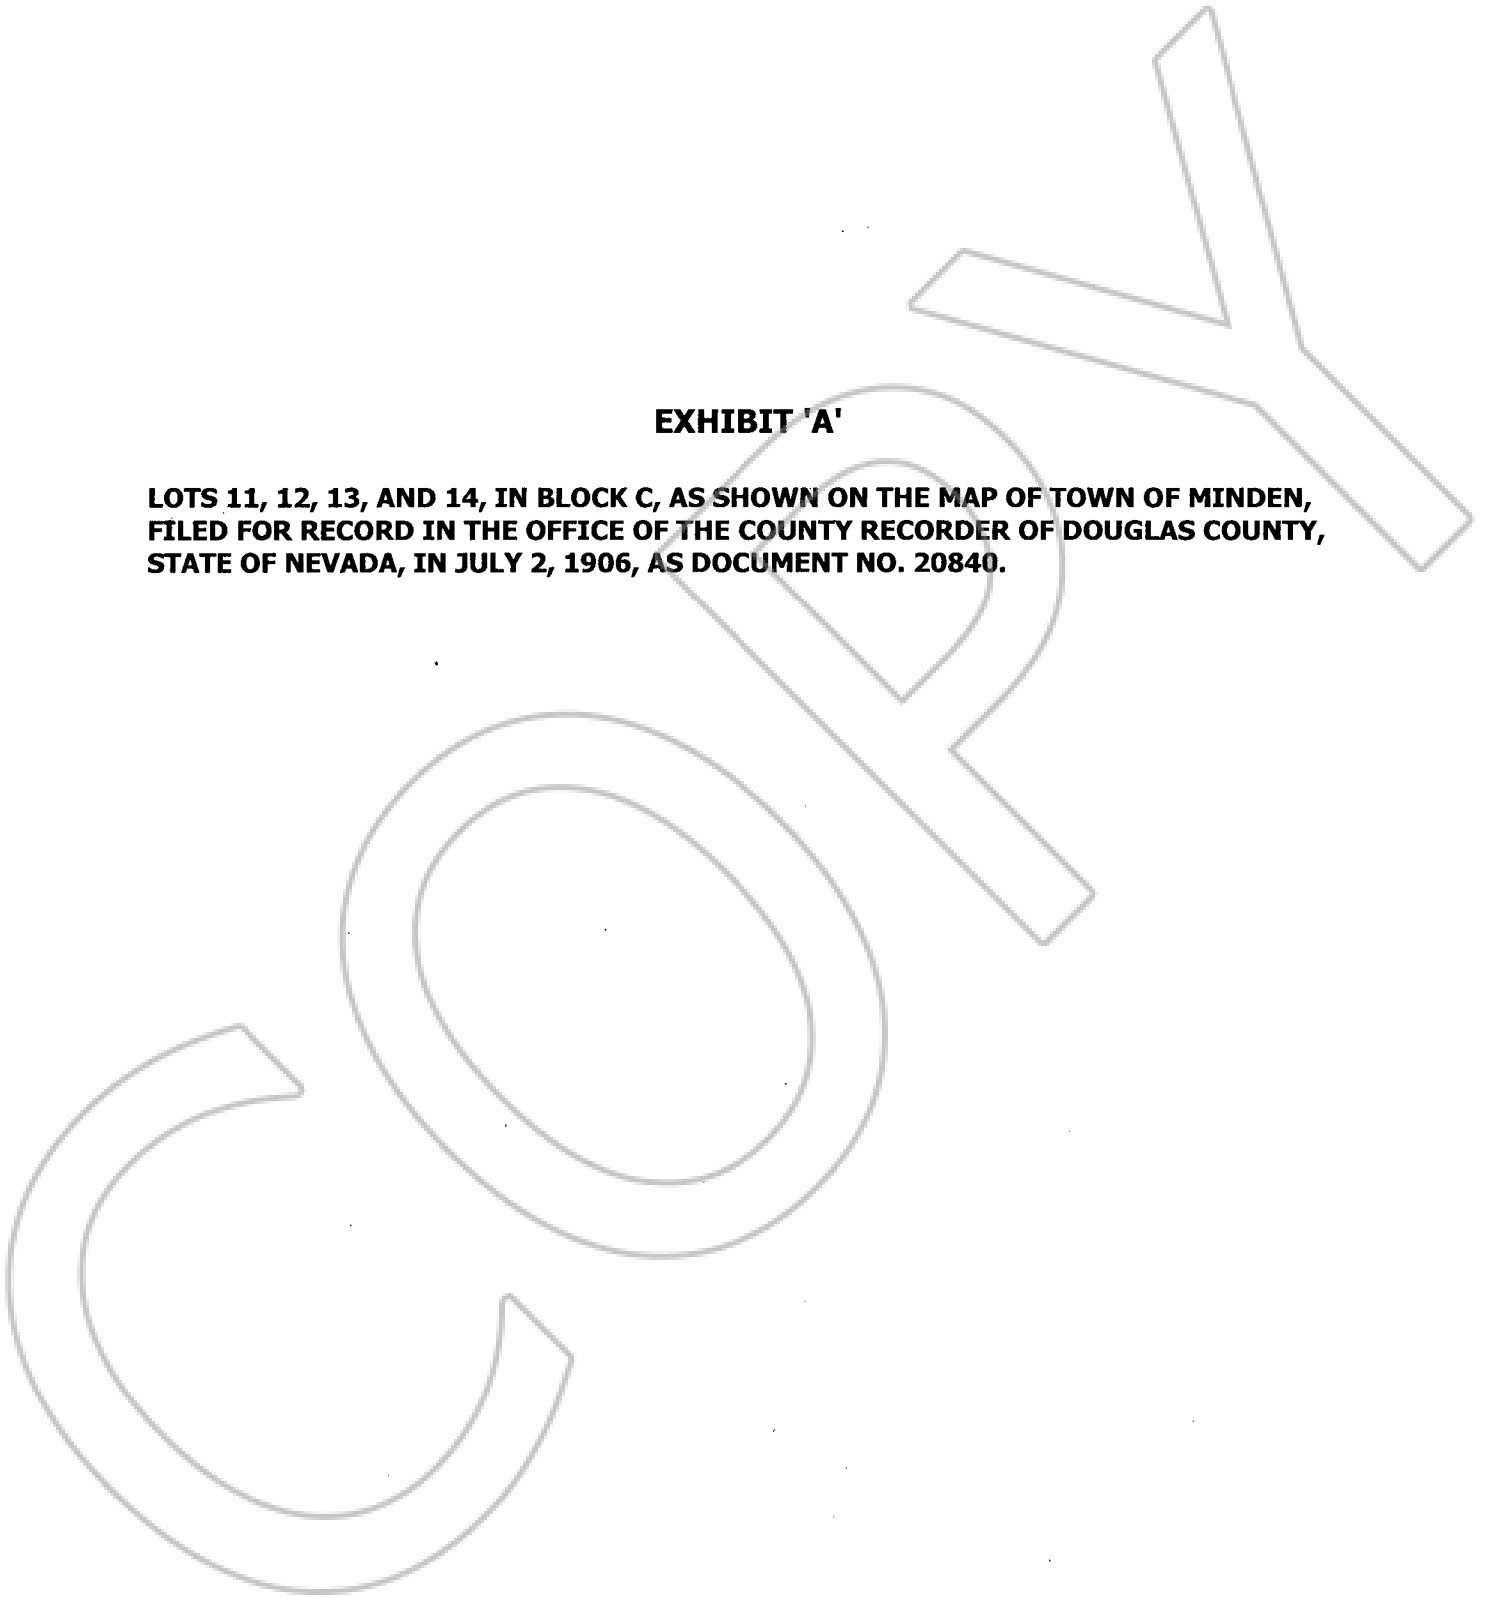 EXHIBIT 'A'
LOTS 11, 12, 13, AND 14, IN BLOCK C, AS SHOWN ON THE MAP OF TOWN OF MINDEN,
FILED FOR RECORD IN THE OFFICE OF THE COUNTY RECORDER OF DOUGLAS COUNTY,
STATE OF NEVADA, IN JULY 2, 1906, AS DOCUMENT NO. 20840.
COPY